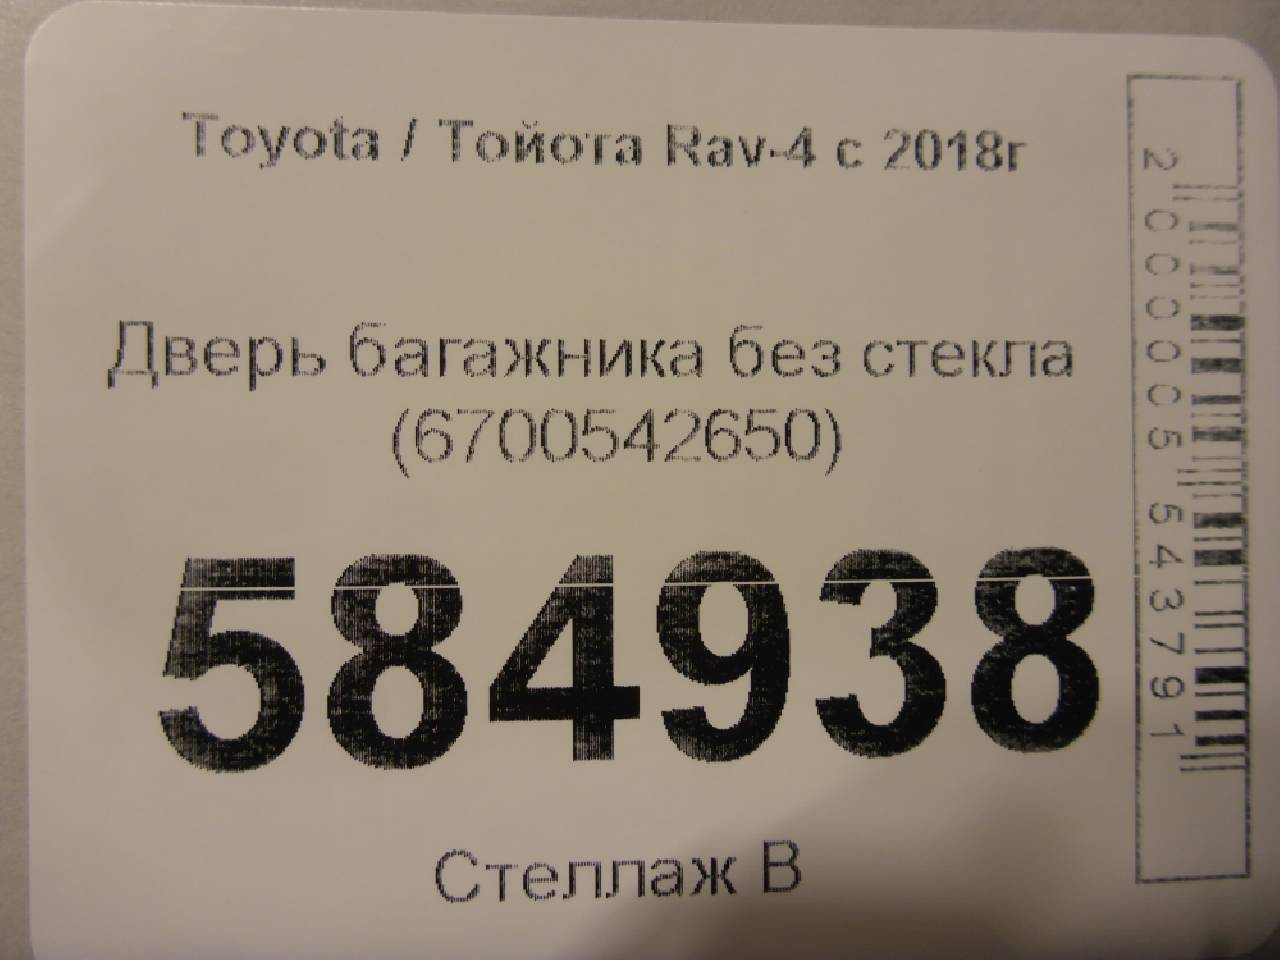 Toyota / Тойота Rav-4 с 2018г
Дверь багажника без стекла
(6700542650)
584938
Стеллаж В
2000005543791